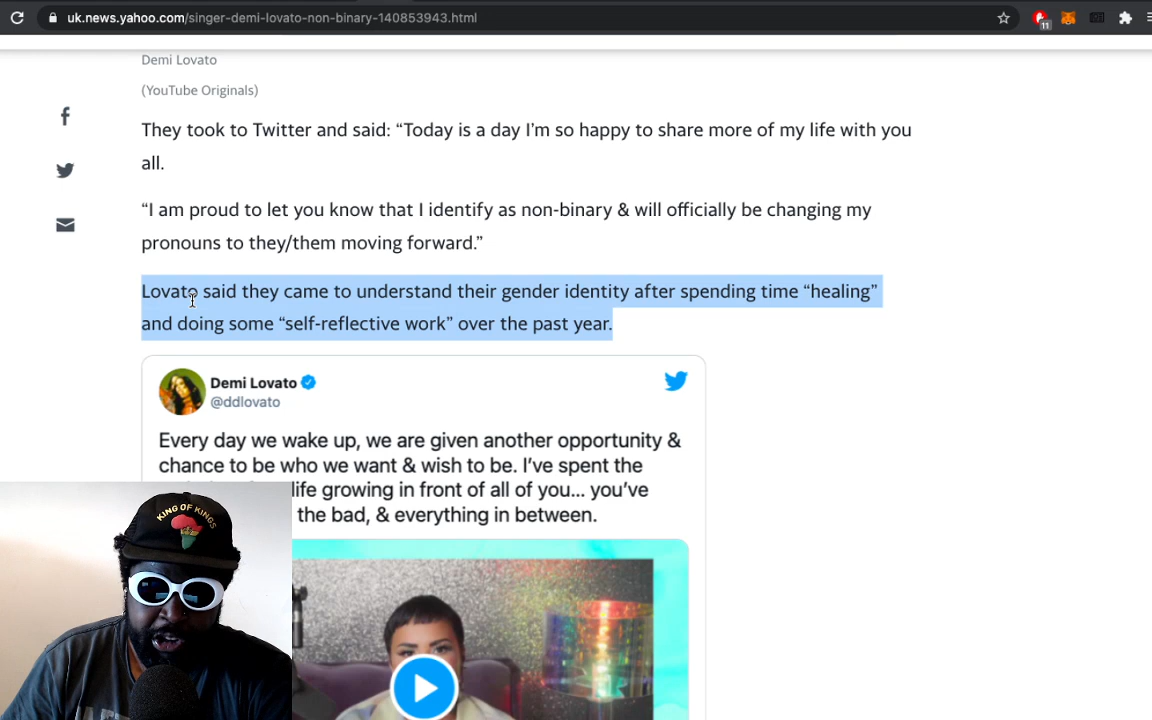 uk.news.yahoo.com/singer-demi-lovato-non-binary-140853943.html
11
Demi Lovato
(YouTube Originals)
They took to Twitter and said: “Today is a day I’m so happy to share more of my life with you
all.
“I am proud to let you know that I identify as non-binary & will officially be changing my
pronouns to they/them moving forward.”
Lovato said they came to understand their gender identity after spending time “healing”
and doing some “self-reflective work” over the past year.
Demi Lovato
@ddlovato
Every day we wake up, we are given another opportunity &
chance to be who we want & wish to be. I’ve spent the
life growing in front of all of you... you’ve
the bad, & everything in between.
KING OF KINGS